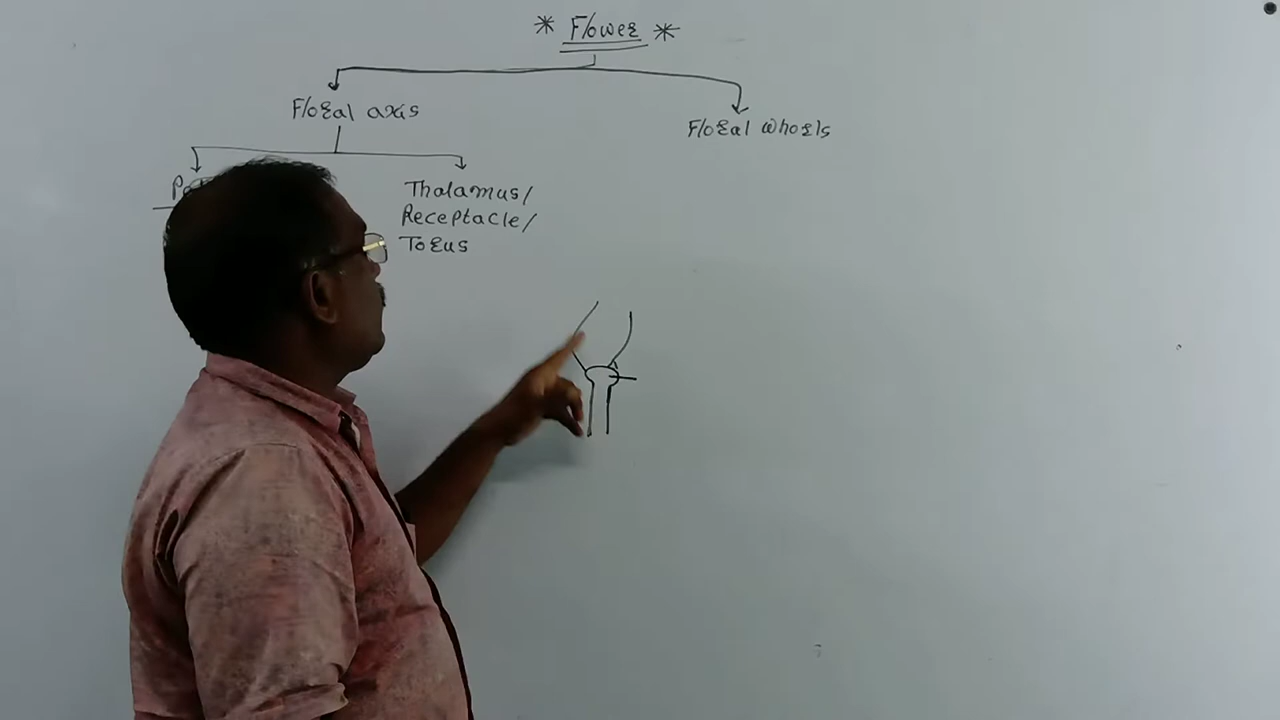 * Flower *
Floral axis
Floral whorls
Thalamus/
Receptacle/
Torus